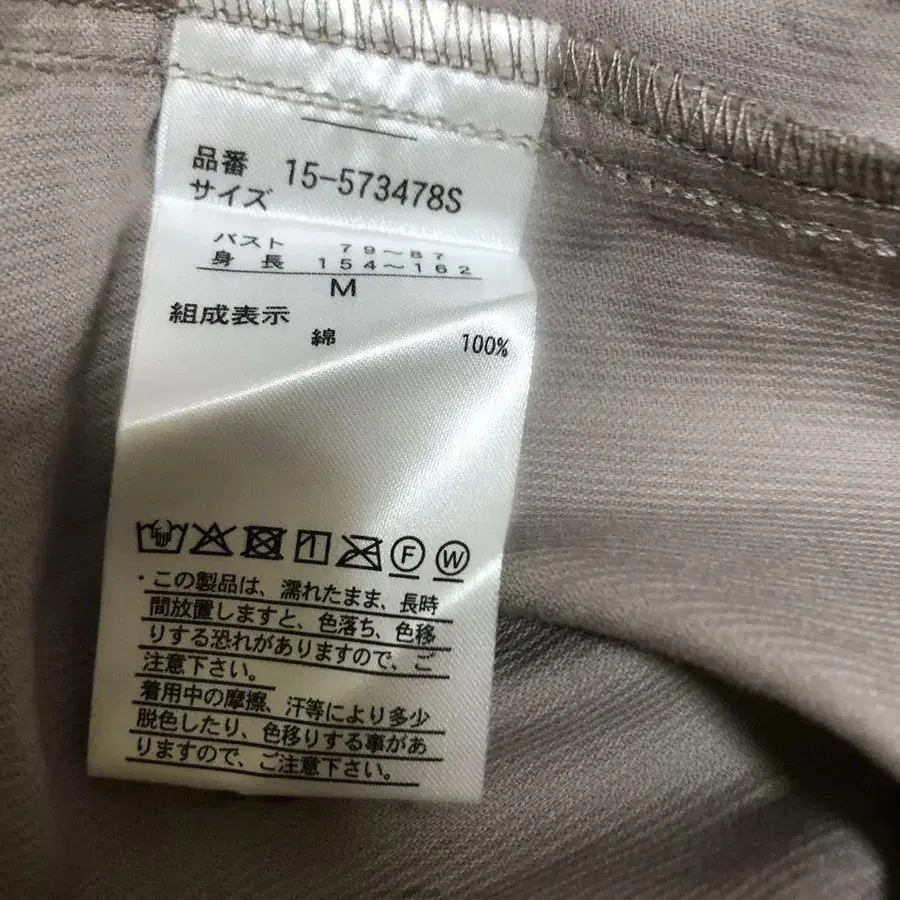 品番 15-573478S
サイズ
バスト 79～87
身長 154～162
M
組成表示
綿 100%
F W
・この製品は、濡れたまま、長時
間放置しますと、色落ち、色移
りする恐れがありますので、ご
注意下さい。
着用中の摩擦、汗等により多少
脱色したり、色移りする事があ
りますので、ご注意下さい。